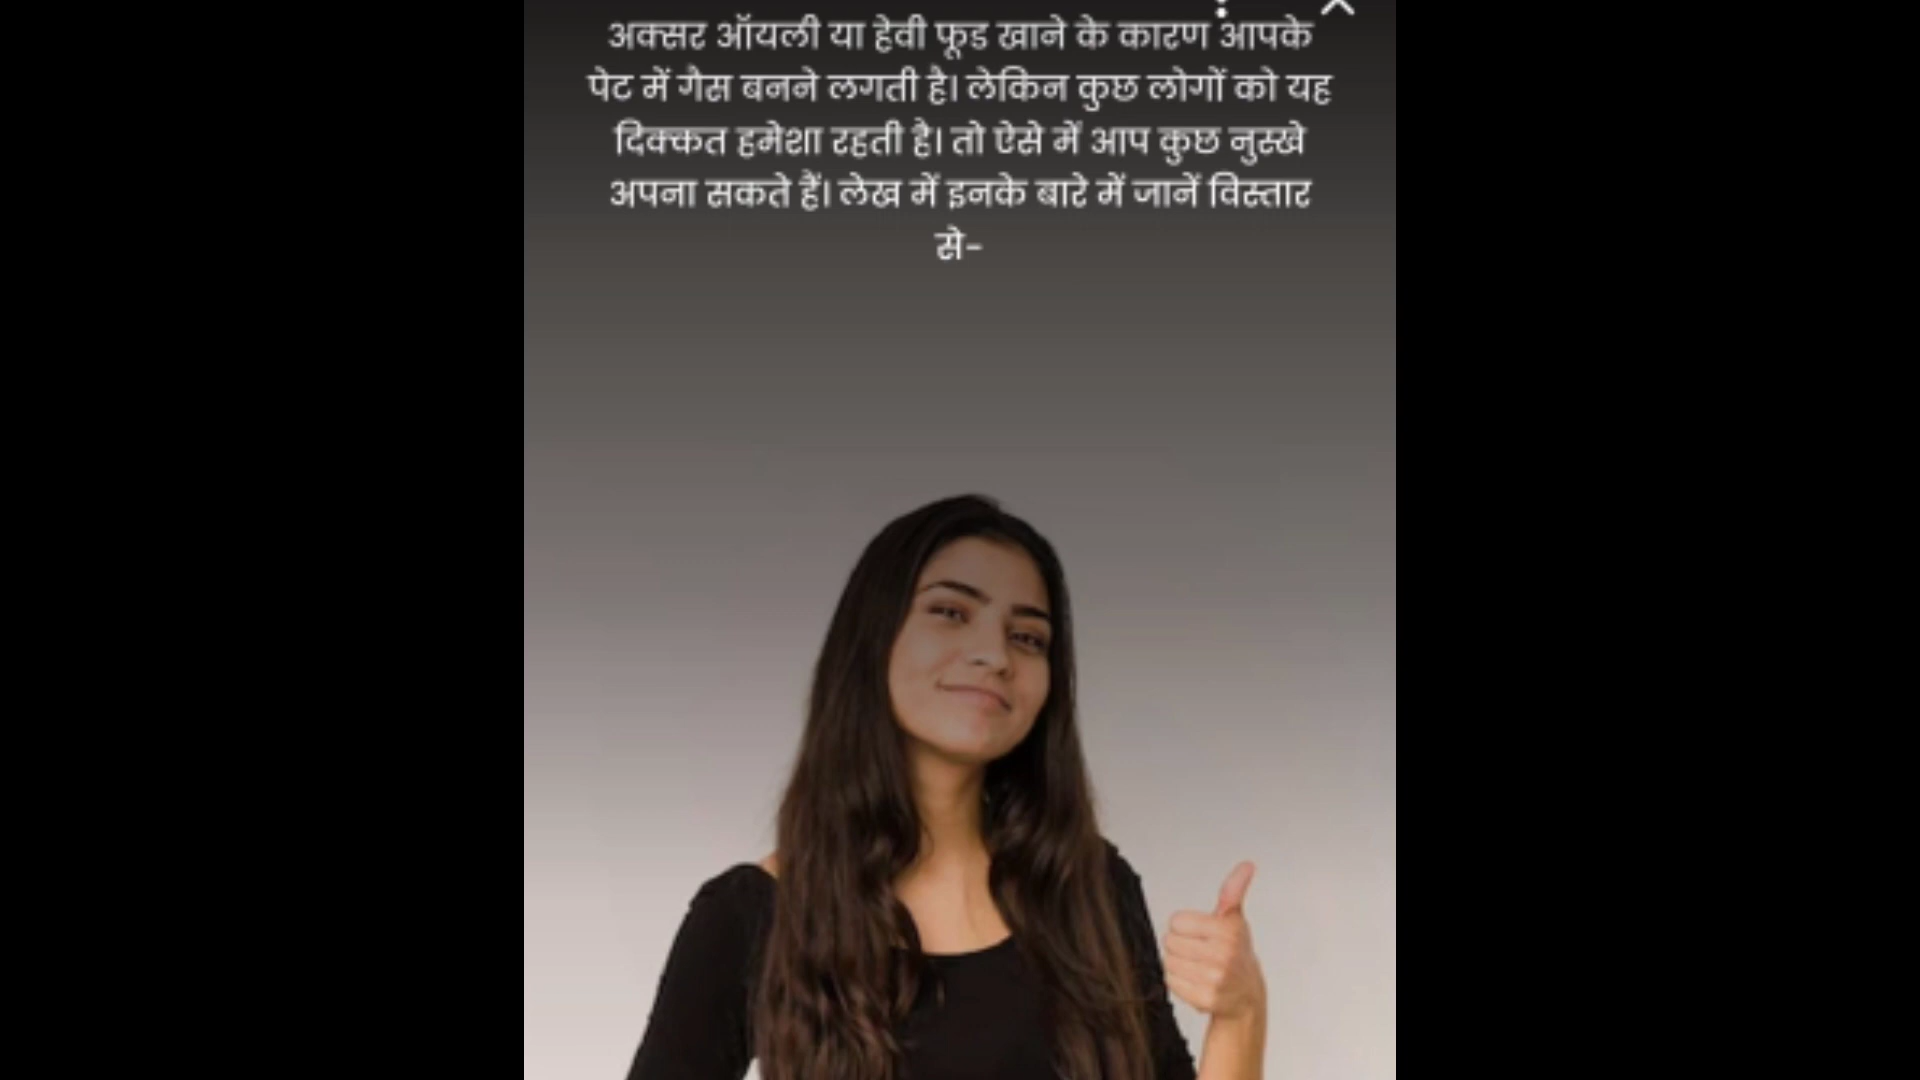 अक्सर ऑयली या हेवी फूड खाने के कारण आपके
पेट में गैस बनने लगती है। लेकिन कुछ लोगों को यह
दिक्कत हमेशा रहती है। तो ऐसे में आप कुछ नुस्खे
अपना सकते हैं। लेख में इनके बारे में जानें विस्तार
से-